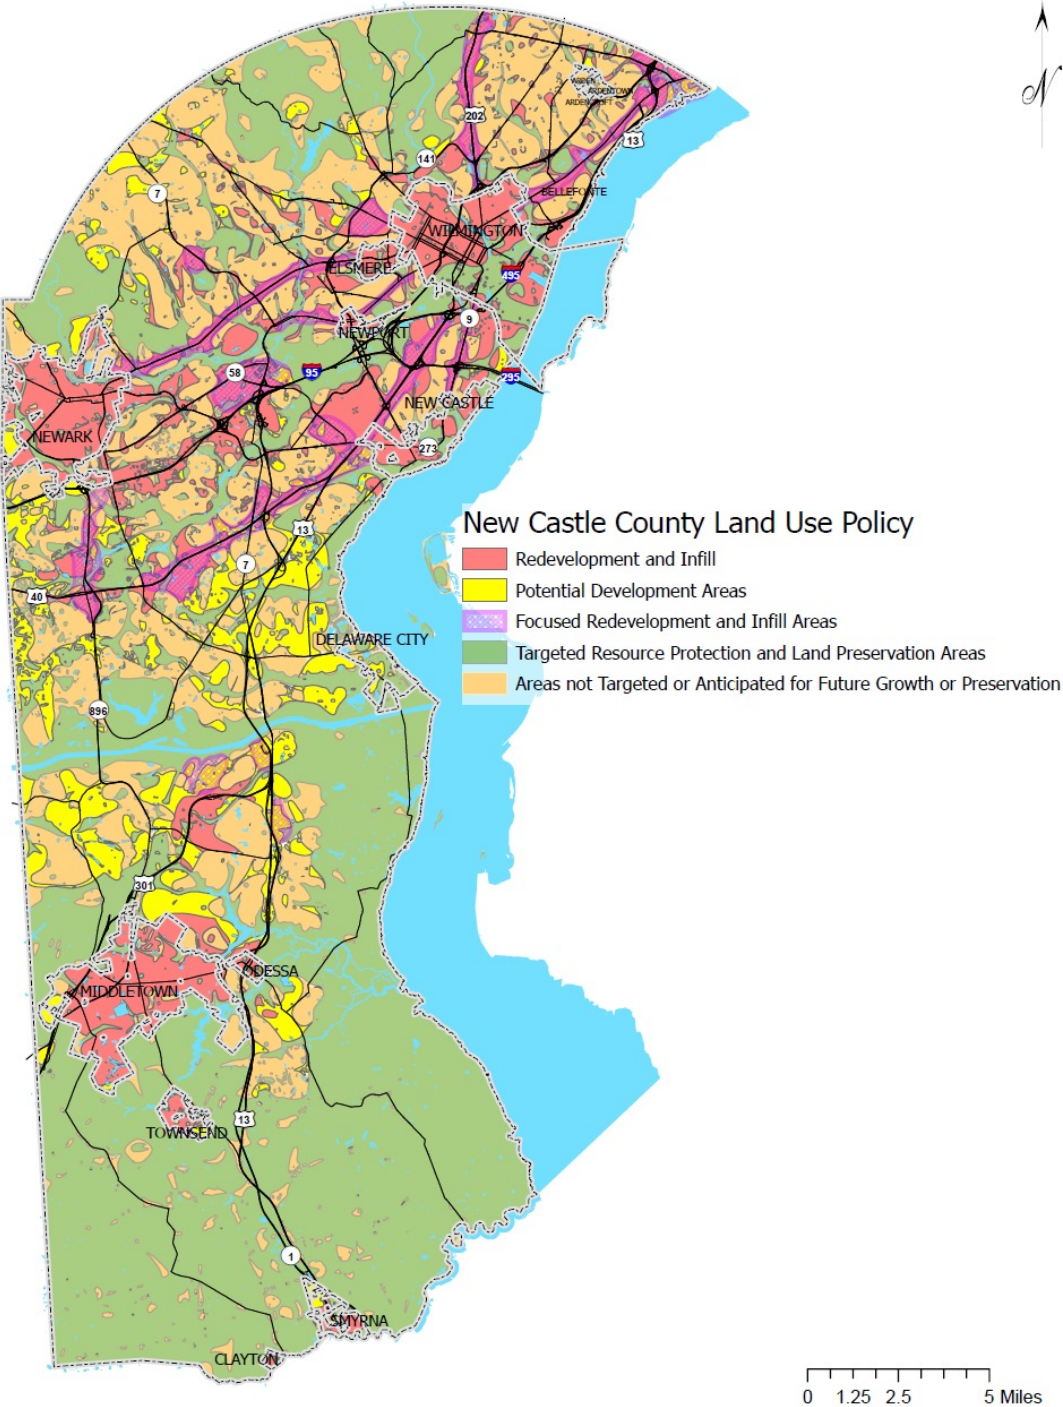 N
202
ARDEN
ARDENTOWN
ARDENCROFT
13
141
7
BELLEFONTE
WILMINGTON
ELSMERE
495
9
NEWPORT
58
95
295
NEW CASTLE
NEWARK
273
New Castle County Land Use Policy
Redevelopment and Infill
Potential Development Areas
Focused Redevelopment and Infill Areas
Targeted Resource Protection and Land Preservation Areas
Areas not Targeted or Anticipated for Future Growth or Preservation
13
7
40
DELAWARE CITY
896
301
ODESSA
MIDDLETOWN
13
TOWNSEND
1
SMYRNA
CLAYTON
0 1.25 2.5 5 Miles